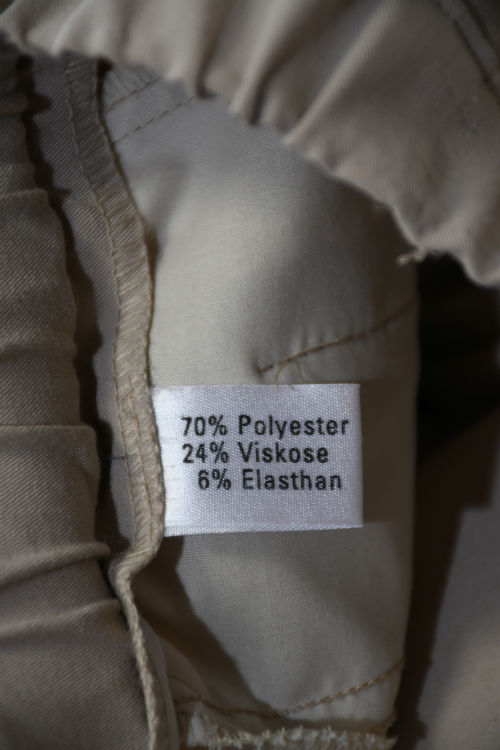 70% Polyester
24% Viskose
6% Elasthan